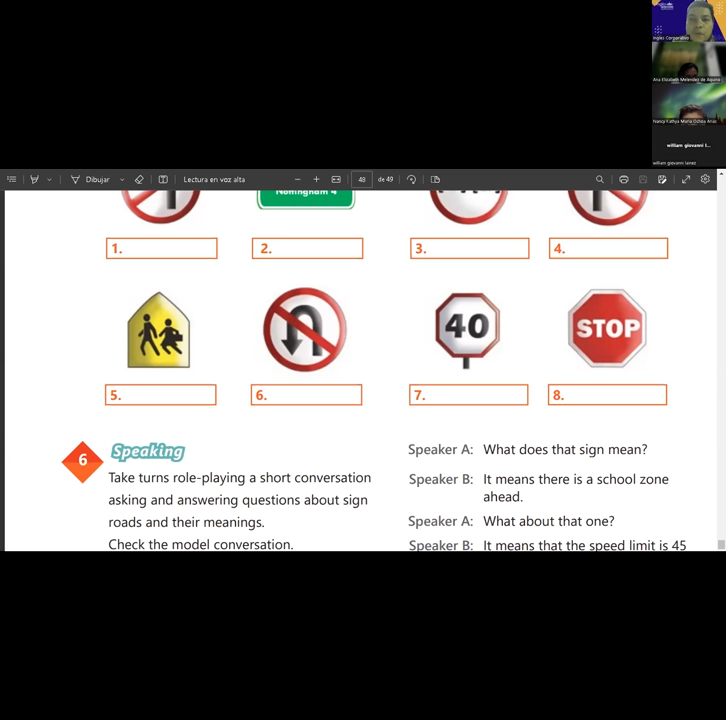 Ingles Corporativo
Ana Elizabeth Melendez de Aquino
Nancy Kathya Maria Ochoa Arias
william giovanni l...
william giovanni lainez
Dibujar
Lectura en voz alta
48
de 49
Nottingham 4
1.
2.
3.
4.
40
STOP
5.
6.
7.
8.
6
Speaking
Take turns role-playing a short conversation
asking and answering questions about sign
roads and their meanings.
Check the model conversation.
Speaker A: What does that sign mean?
Speaker B: It means there is a school zone
ahead.
Speaker A: What about that one?
Speaker B: It means that the speed limit is 45